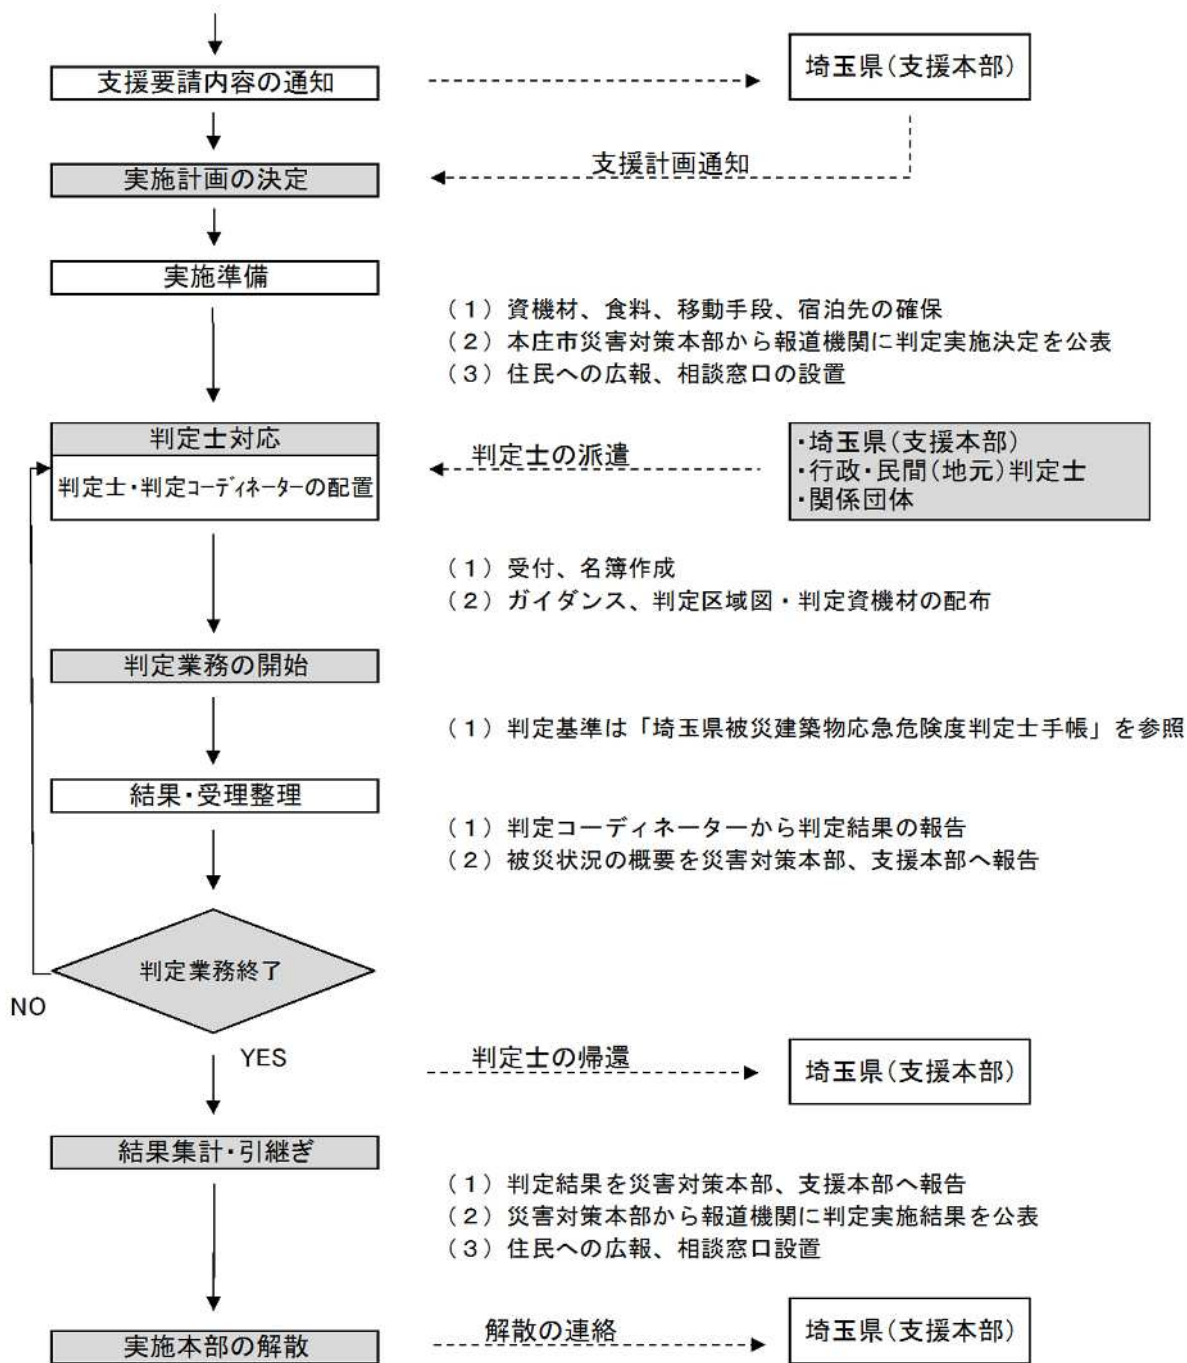 支援要請内容の通知
埼玉県(支援本部)
支援計画通知
実施計画の決定
実施準備
(1)資機材、食料、移動手段、宿泊先の確保
(2)本庄市災害対策本部から報道機関に判定実施決定を公表
(3)住民への広報、相談窓口の設置
判定士対応
判定士・判定コーディネーターの配置
判定士の派遣
・埼玉県(支援本部)
・行政・民間(地元)判定士
・関係団体
(1)受付、名簿作成
(2)ガイダンス、判定区域図・判定資機材の配布
判定業務の開始
(1)判定基準は「埼玉県被災建築物応急危険度判定士手帳」を参照
結果・受理整理
(1)判定コーディネーターから判定結果の報告
(2)被災状況の概要を災害対策本部、支援本部へ報告
判定業務終了
NO
YES
判定士の帰還
埼玉県(支援本部)
結果集計・引継ぎ
(1)判定結果を災害対策本部、支援本部へ報告
(2)災害対策本部から報道機関に判定実施結果を公表
(3)住民への広報、相談窓口設置
実施本部の解散
解散の連絡
埼玉県(支援本部)